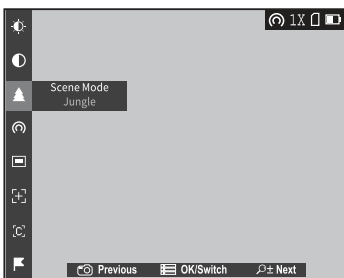 1X
Scene Mode
Jungle
[C]
Previous OK/Switch ± Next